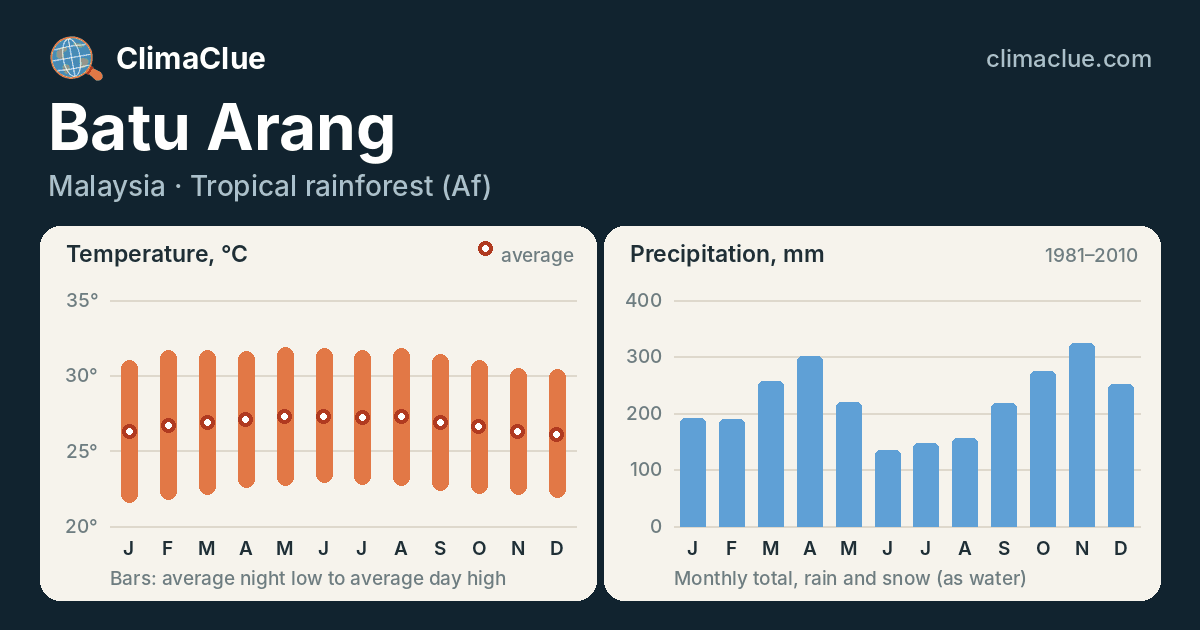 ClimaClue
climaclue.com
Batu Arang
Malaysia · Tropical rainforest (Af)
Temperature, °C
average
35°
30°
25°
20°
J F M A M J J A S O N D
Bars: average night low to average day high
Precipitation, mm
1981–2010
400
300
200
100
0
J F M A M J J A S O N D
Monthly total, rain and snow (as water)